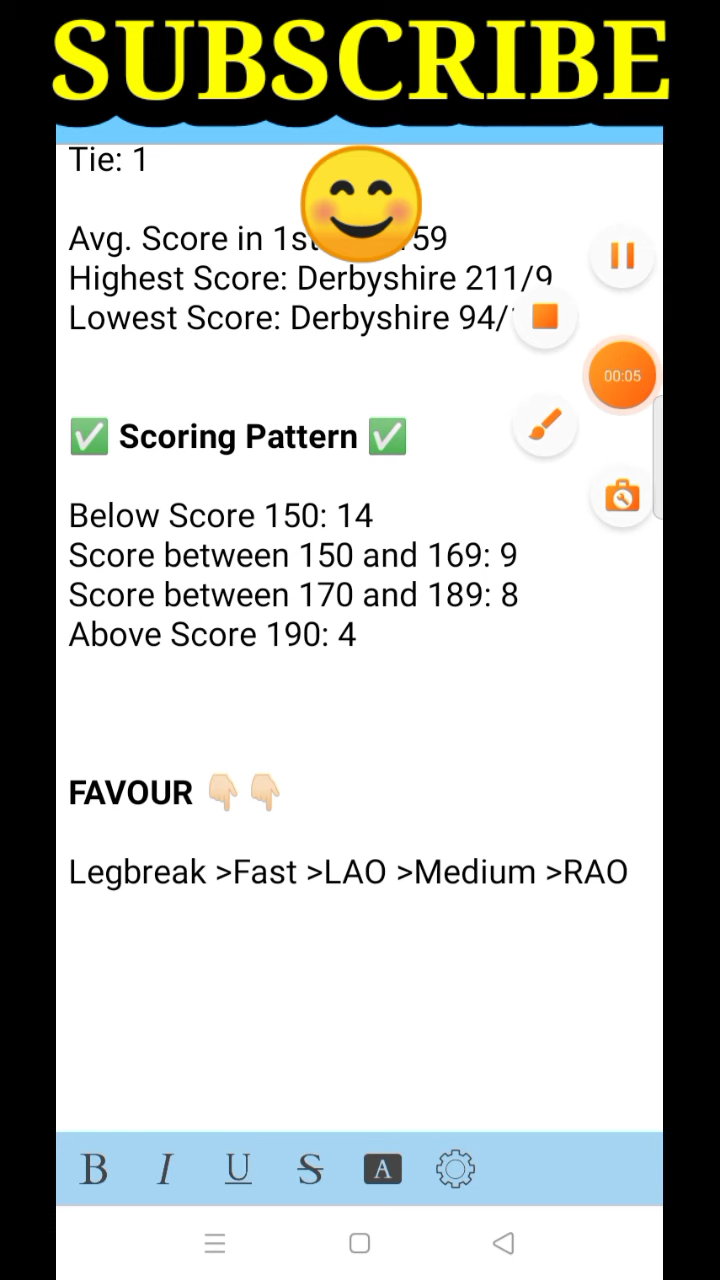 SUBSCRIBE
Tie: 1
Avg. Score in 59
Highest Score: Derbyshire 211/9
Lowest Score: Derbyshire 94/
00:05
✅ Scoring Pattern ✅
Below Score 150: 14
Score between 150 and 169: 9
Score between 170 and 189: 8
Above Score 190: 4
FAVOUR 👇🏻👇🏻
Legbreak >Fast >LAO >Medium >RAO
B I U S A